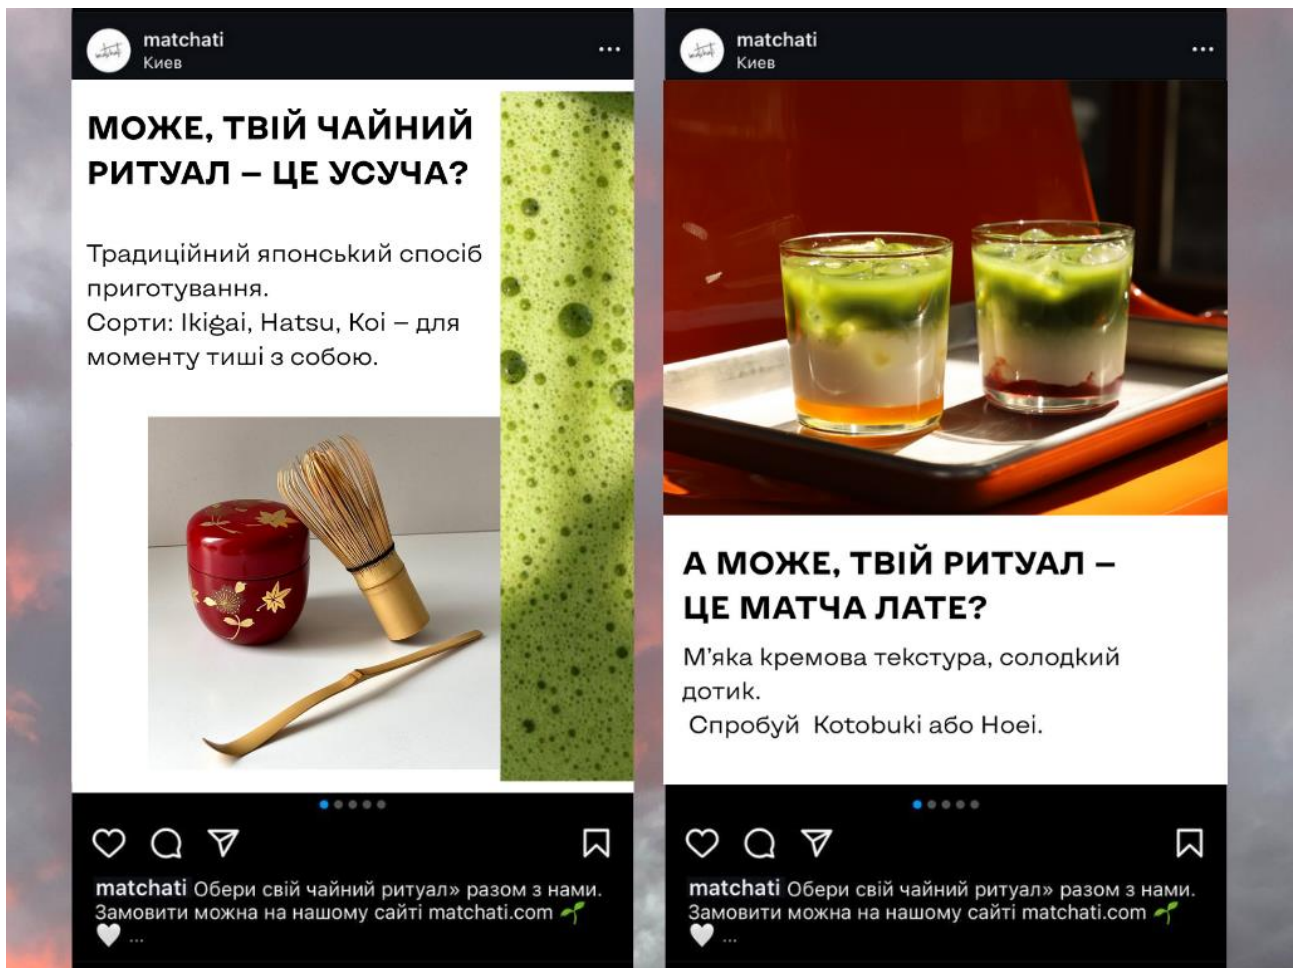 matchati
Киев
МОЖЕ, ТВІЙ ЧАЙНИЙ
РИТУАЛ – ЦЕ УСУЧА?
Традиційний японський спосіб
приготування.
Сорти: Ikigai, Hatsu, Koi – для
моменту тиші з собою.
matchati Обери свій чайний ритуал» разом з нами.
Замовити можна на нашому сайті matchati.com 🌱
🤍 ...
matchati
Киев
А МОЖЕ, ТВІЙ РИТУАЛ –
ЦЕ МАТЧА ЛАТЕ?
М'яка кремова текстура, солодкий
дотик.
Спробуй Kotobuki або Hoei.
matchati Обери свій чайний ритуал» разом з нами.
Замовити можна на нашому сайті matchati.com 🌱
🤍 ...